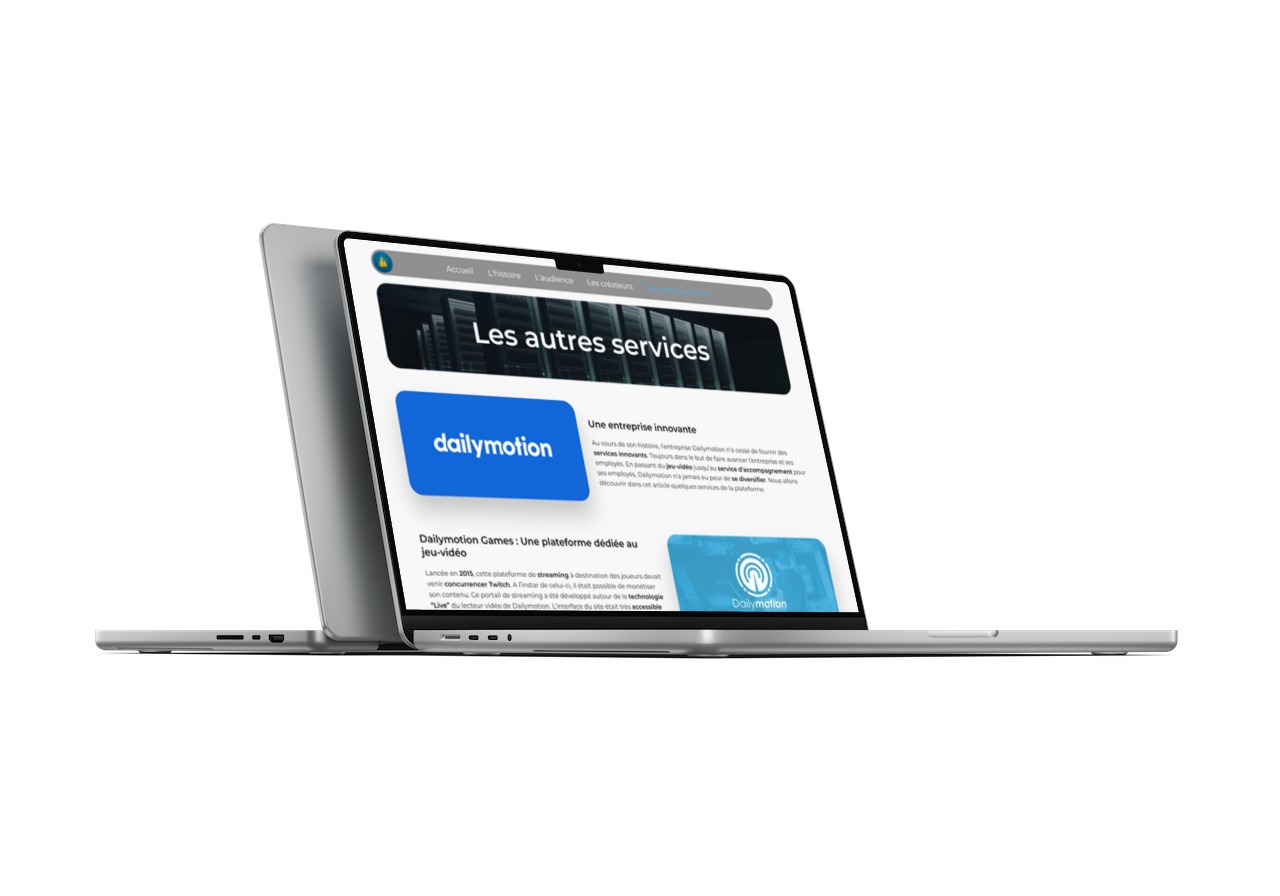 Accueil L'histoire L'audience Les créateurs
Les autres services
dailymotion
Une entreprise innovante
Au cours de son histoire, l'entreprise Dailymotion n'a cessé de fournir des
services innovants. Toujours dans le but de faire avancer l'entreprise et ses
employés. En passant du jeu-vidéo jusqu'au service d'accompagnement pour
ses employés, Dailymotion n'a jamais eu peur de se diversifier. Nous allons
découvrir dans cet article quelques services de la plateforme.
Dailymotion Games : Une plateforme dédiée au
jeu-vidéo
Lancée en 2015, cette plateforme de streaming à destination des joueurs devait
venir concurrencer Twitch. A l'instar de celui-ci, il était possible de monétiser
son contenu. Ce portail de streaming a été développé autour de la technologie
"Live" du lecteur vidéo de Dailymotion. L'interface du site était très accessible
Dailymotion